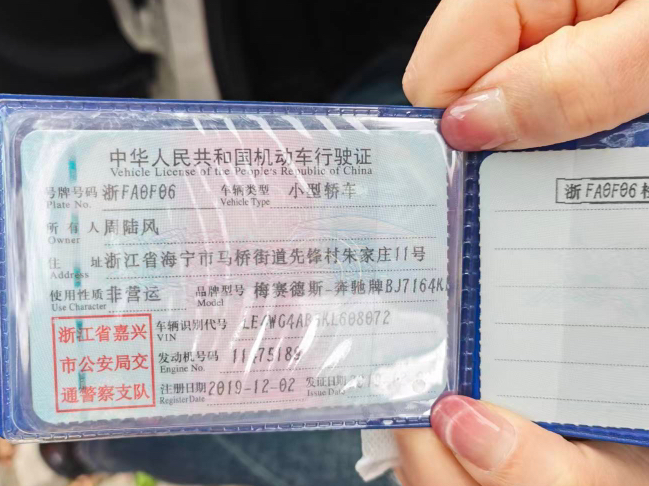 中华人民共和国机动车行驶证
Vehicle License of the People's Republic of China
号牌号码 浙FA0F06 车辆类型 小型轿车
Plate No. Vehicle Type
所有人 周陆风
Owner
住址 浙江省海宁市马桥街道先锋村朱家庄11号
Address
使用性质 非营运 品牌型号 梅赛德斯-奔驰牌BJ7164K
Use Character Model
浙江省嘉兴
市公安局交
通警察支队
车辆识别代号
VIN
发动机号码
Engine No.
注册日期 2019-12-02 发证日期
Register Date Issue Date
浙FA0F06